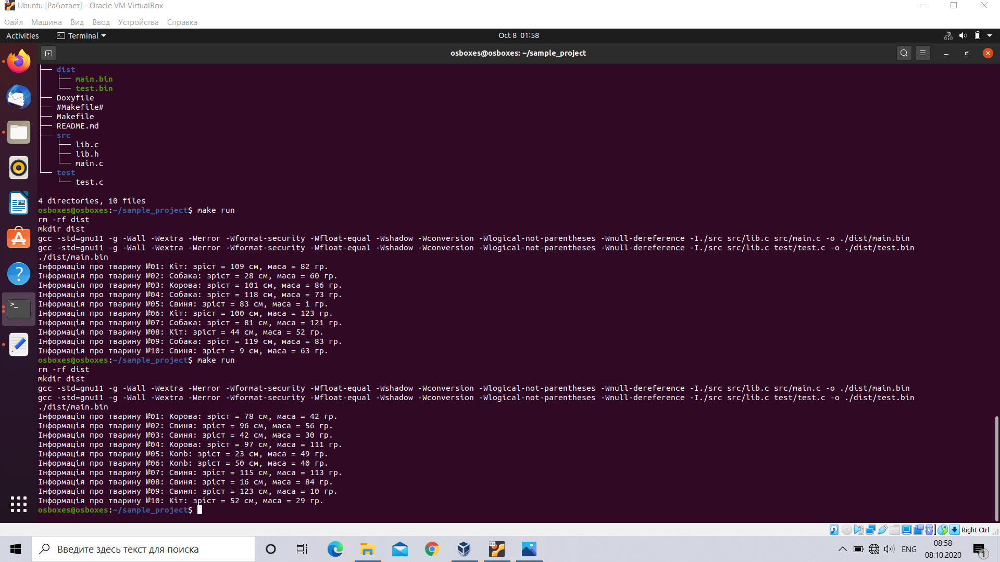 Ubuntu [Работает] - Oracle VM VirtualBox
Файл Машина Вид Ввод Устройства Справка
Activities Terminal Oct 8 01:58
osboxes@osboxes: ~/sample_project
├── dist
│   ├── main.bin
│   └── test.bin
├── Doxyfile
├── #Makefile#
├── Makefile
├── README.md
├── src
│   ├── lib.c
│   ├── lib.h
│   └── main.c
└── test
    └── test.c
4 directories, 10 files
osboxes@osboxes:~/sample_project$ make run
rm -rf dist
mkdir dist
gcc -std=gnu11 -g -Wall -Wextra -Werror -Wformat-security -Wfloat-equal -Wshadow -Wconversion -Wlogical-not-parentheses -Wnull-dereference -I./src src/lib.c src/main.c -o ./dist/main.bin
gcc -std=gnu11 -g -Wall -Wextra -Werror -Wformat-security -Wfloat-equal -Wshadow -Wconversion -Wlogical-not-parentheses -Wnull-dereference -I./src src/lib.c test/test.c -o ./dist/test.bin
./dist/main.bin
Інформація про тварину №01: Кіт: зріст = 109 см, маса = 82 гр.
Інформація про тварину №02: Собака: зріст = 28 см, маса = 60 гр.
Інформація про тварину №03: Корова: зріст = 101 см, маса = 86 гр.
Інформація про тварину №04: Собака: зріст = 118 см, маса = 73 гр.
Інформація про тварину №05: Свиня: зріст = 83 см, маса = 1 гр.
Інформація про тварину №06: Кіт: зріст = 100 см, маса = 123 гр.
Інформація про тварину №07: Собака: зріст = 81 см, маса = 121 гр.
Інформація про тварину №08: Кіт: зріст = 44 см, маса = 52 гр.
Інформація про тварину №09: Собака: зріст = 119 см, маса = 83 гр.
Інформація про тварину №10: Свиня: зріст = 9 см, маса = 63 гр.
osboxes@osboxes:~/sample_project$ make run
rm -rf dist
mkdir dist
gcc -std=gnu11 -g -Wall -Wextra -Werror -Wformat-security -Wfloat-equal -Wshadow -Wconversion -Wlogical-not-parentheses -Wnull-dereference -I./src src/lib.c src/main.c -o ./dist/main.bin
gcc -std=gnu11 -g -Wall -Wextra -Werror -Wformat-security -Wfloat-equal -Wshadow -Wconversion -Wlogical-not-parentheses -Wnull-dereference -I./src src/lib.c test/test.c -o ./dist/test.bin
./dist/main.bin
Інформація про тварину №01: Корова: зріст = 78 см, маса = 42 гр.
Інформація про тварину №02: Свиня: зріст = 96 см, маса = 56 гр.
Інформація про тварину №03: Свиня: зріст = 42 см, маса = 30 гр.
Інформація про тварину №04: Корова: зріст = 97 см, маса = 111 гр.
Інформація про тварину №05: Konb: зріст = 23 см, маса = 49 гр.
Інформація про тварину №06: Konb: зріст = 50 см, маса = 40 гр.
Інформація про тварину №07: Свиня: зріст = 115 см, маса = 113 гр.
Інформація про тварину №08: Свиня: зріст = 16 см, маса = 84 гр.
Інформація про тварину №09: Свиня: зріст = 123 см, маса = 10 гр.
Інформація про тварину №10: Кіт: зріст = 52 см, маса = 29 гр.
osboxes@osboxes:~/sample_project$
Right Ctrl
Введите здесь текст для поиска
64
ENG
08:58
08.10.2020
1